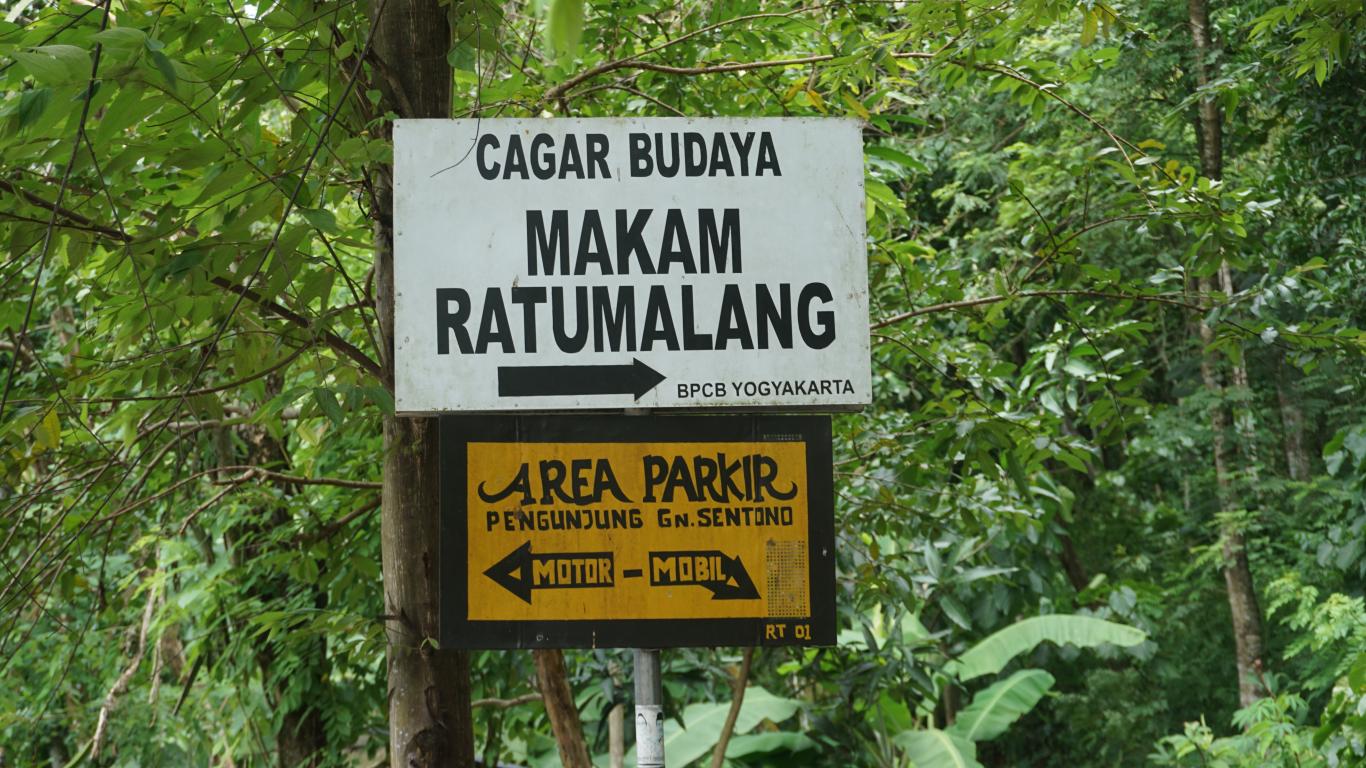 CAGAR BUDAYA
MAKAM
RATUMALANG
BPCB YOGYAKARTA
AREA PARKIR
PENGUNJUNG GN.SENTONO
MOTOR - MOBIL
RT 01